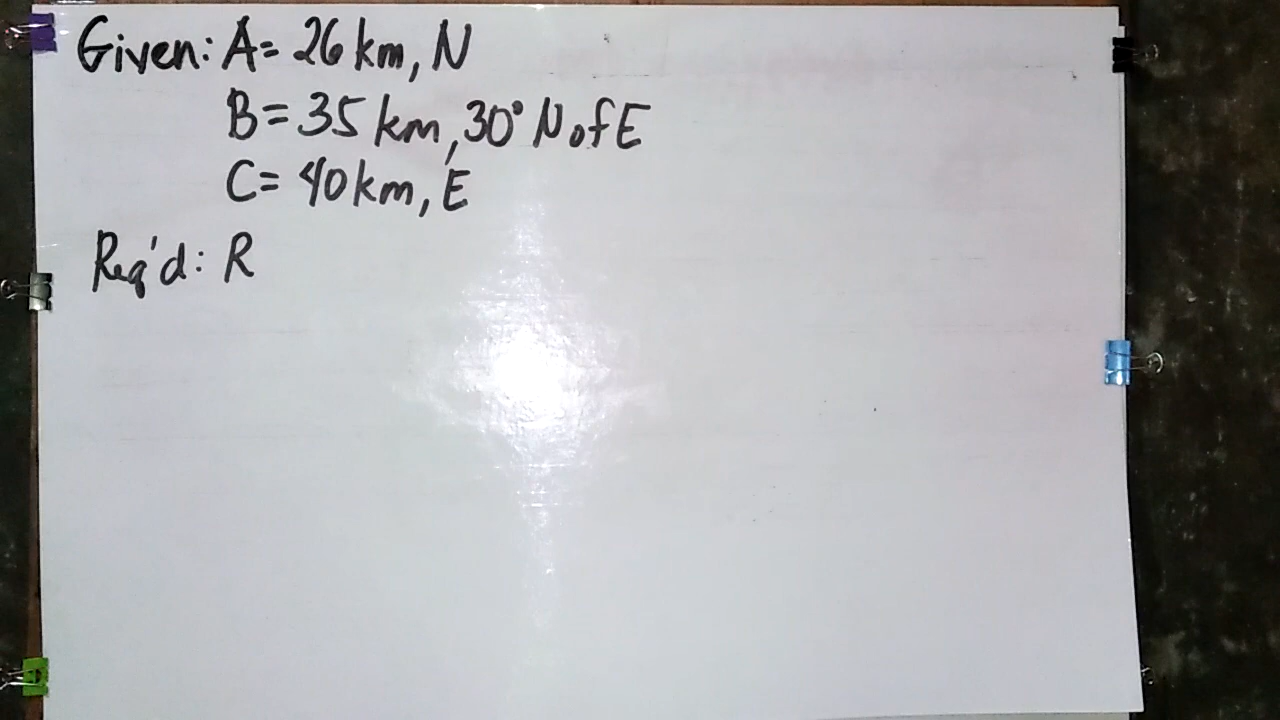 Given: A= 26 km, N
B = 35 km, 30° N of E
C= 40 km, E
Req'd: R